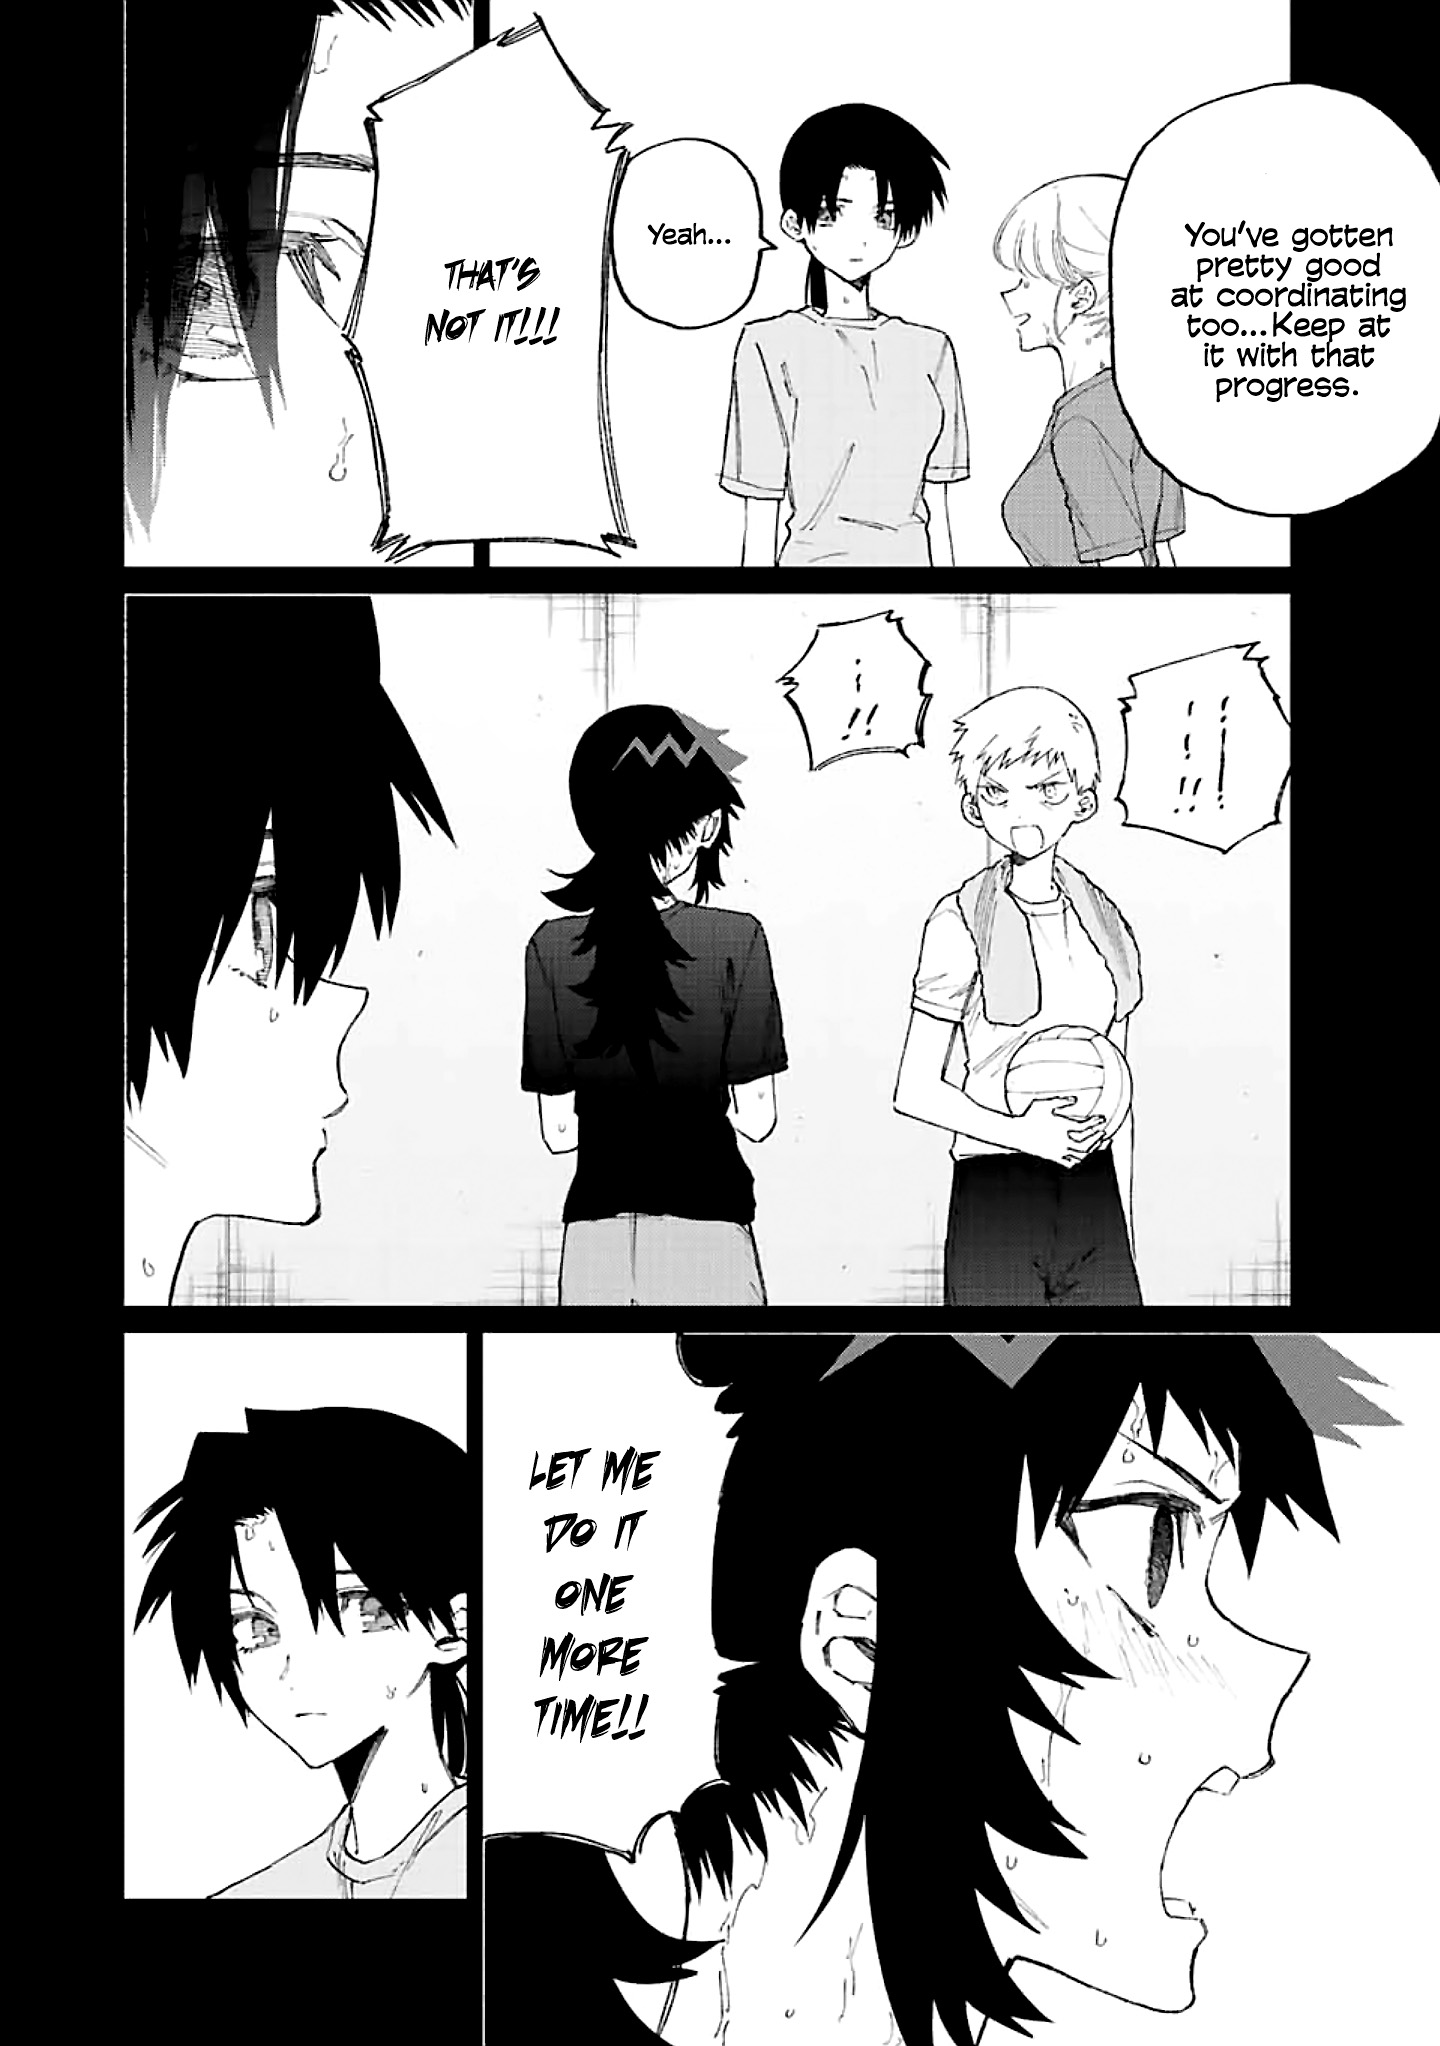 You've gotten
pretty good
at coordinating
too...Keep at
it with that
progress.
Yeah...
THAT'S
NOT IT!!!
LET ME
DO IT
ONE
MORE
TIME!!